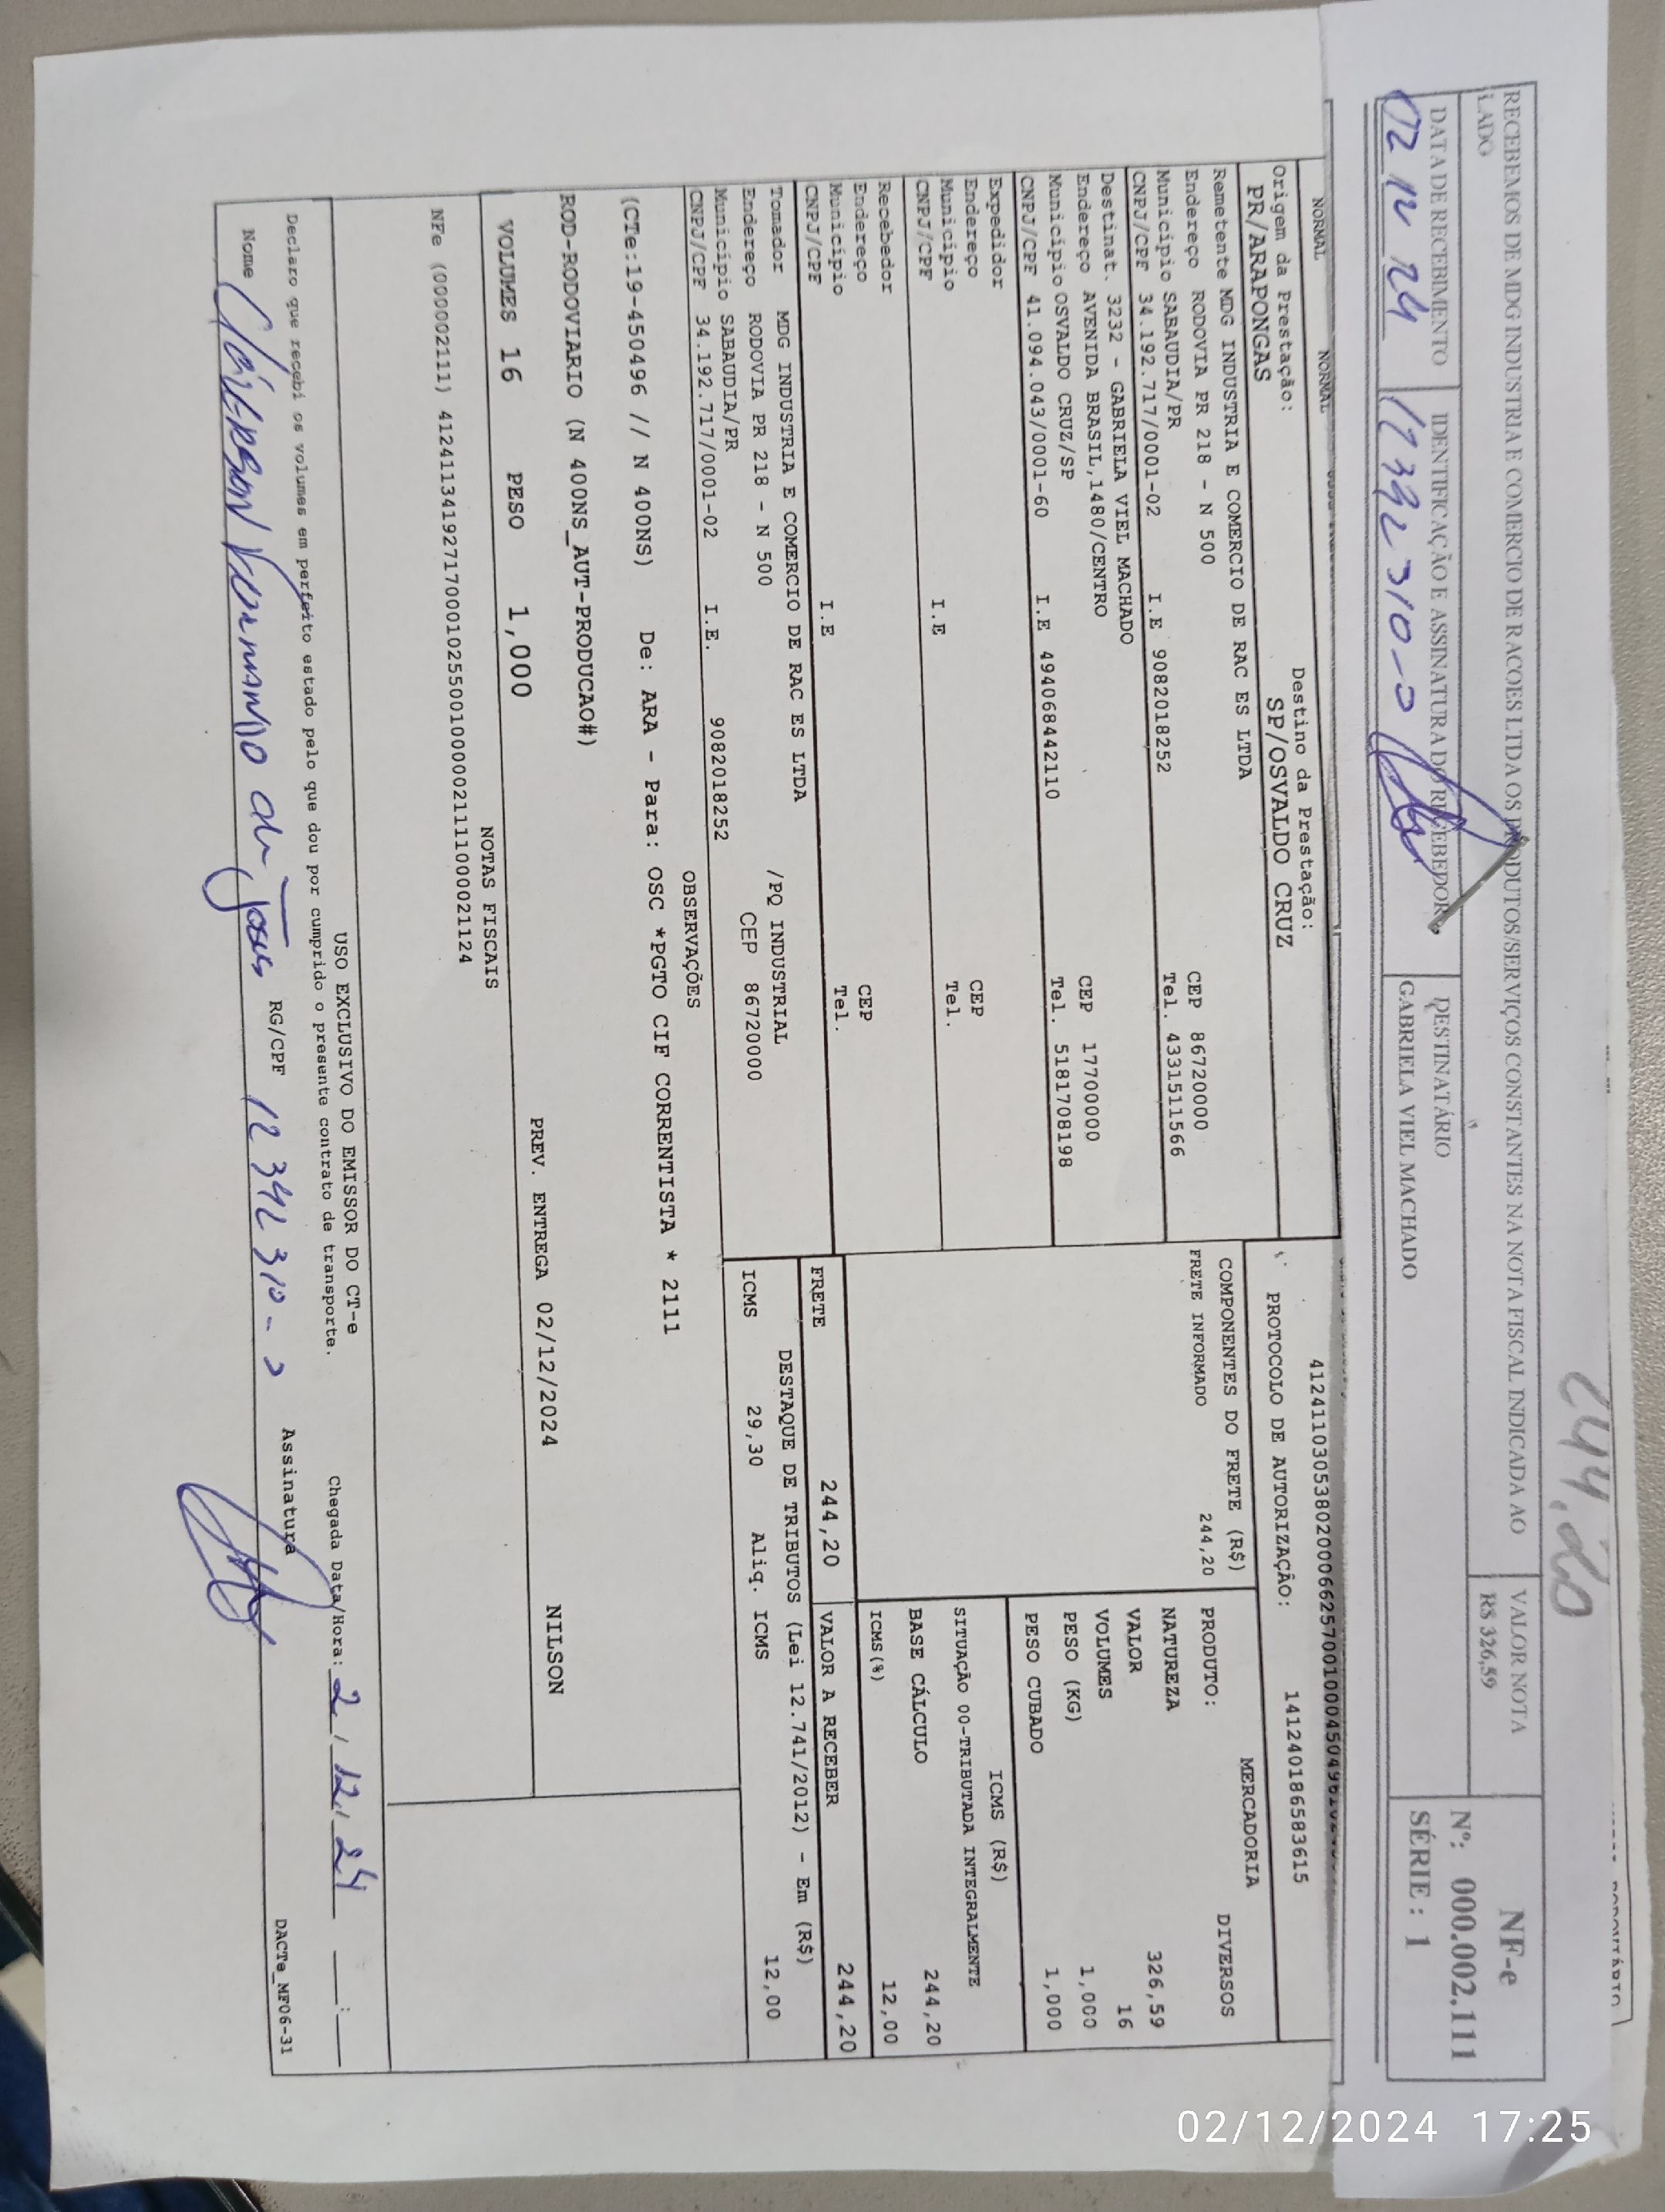 244,20
RECEBEMOS DE MDG INDUSTRIA E COMERCIO DE RACOES LTDA OS PRODUTOS/SERVIÇOS CONSTANTES NA NOTA FISCAL INDICADA AO
LADO
VALOR NOTA
R$ 326,59
NF-e
Nº: 000.002.111
SÉRIE : 1
DATA DE RECEBIMENTO
02 12 24
IDENTIFICAÇÃO E ASSINATURA DO RECEBEDOR
DESTINATÁRIO
GABRIELA VIEL MACHADO
NORMAL NORMAL
PROTOCOLO DE AUTORIZAÇÃO: 141240186583615
Origem da Prestação:
PR/ARAPONGAS
Destino da Prestação:
SP/OSVALDO CRUZ
Remetente MDG INDUSTRIA E COMERCIO DE RAC ES LTDA
Endereço RODOVIA PR 218 - N 500 CEP 86720000
Município SABAUDIA/PR Tel. 433151​1566
CNPJ/CPF 34.192.717/0001-02 I.E 9082018252
Destinat. 3232 - GABRIELA VIEL MACHADO
Endereço AVENIDA BRASIL,1480/CENTRO CEP 17700000
Município OSVALDO CRUZ/SP Tel. 5181708198
CNPJ/CPF 41.094.043/0001-60 I.E 494068442110
Expedidor
Endereço CEP
Município Tel.
CNPJ/CPF I.E
Recebedor
Endereço CEP
Município Tel.
CNPJ/CPF I.E
Tomador MDG INDUSTRIA E COMERCIO DE RAC ES LTDA
Endereço RODOVIA PR 218 - N 500 /PQ INDUSTRIAL
Município SABAUDIA/PR CEP 86720000
CNPJ/CPF 34.192.717/0001-02 I.E. 9082018252
COMPONENTES DO FRETE (R$)
FRETE INFORMADO 244,20
MERCADORIA
PRODUTO: DIVERSOS
NATUREZA
VALOR 326,59
VOLUMES 16
PESO (KG) 1,000
PESO CUBADO 1,000
ICMS (R$)
SITUAÇÃO 00-TRIBUTADA INTEGRALMENTE
BASE CÁLCULO 244,20
ICMS(%) 12,00
FRETE 244,20 VALOR A RECEBER 244,20
DESTAQUE DE TRIBUTOS (Lei 12.741/2012) - Em (R$)
ICMS 29,30 Aliq. ICMS 12,00
OBSERVAÇÕES
(CTe:19-450496 // N 400NS) De: ARA - Para: OSC *PGTO CIF CORRENTISTA * 2111
ROD-RODOVIARIO (N 400NS_AUT-PRODUCAO#)
VOLUMES 16 PESO 1,000 PREV. ENTREGA 02/12/2024 NILSON
NOTAS FISCAIS
NFe (000002111) 41241134192717000102550010000021111000021124
USO EXCLUSIVO DO EMISSOR DO CT-e
Declaro que recebi os volumes em perfeito estado pelo que dou por cumprido o presente contrato de transporte.
Chegada Data/Hora: 2/12/24 __:__
Nome RG/CPF 12 342 310 - Assinatura
DACTe_MF06-31
02/12/2024 17:25